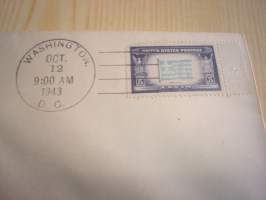 WASHINGTON
OCT.
12
9:00 AM
1943
D. C.
UNITED STATES POSTAGE